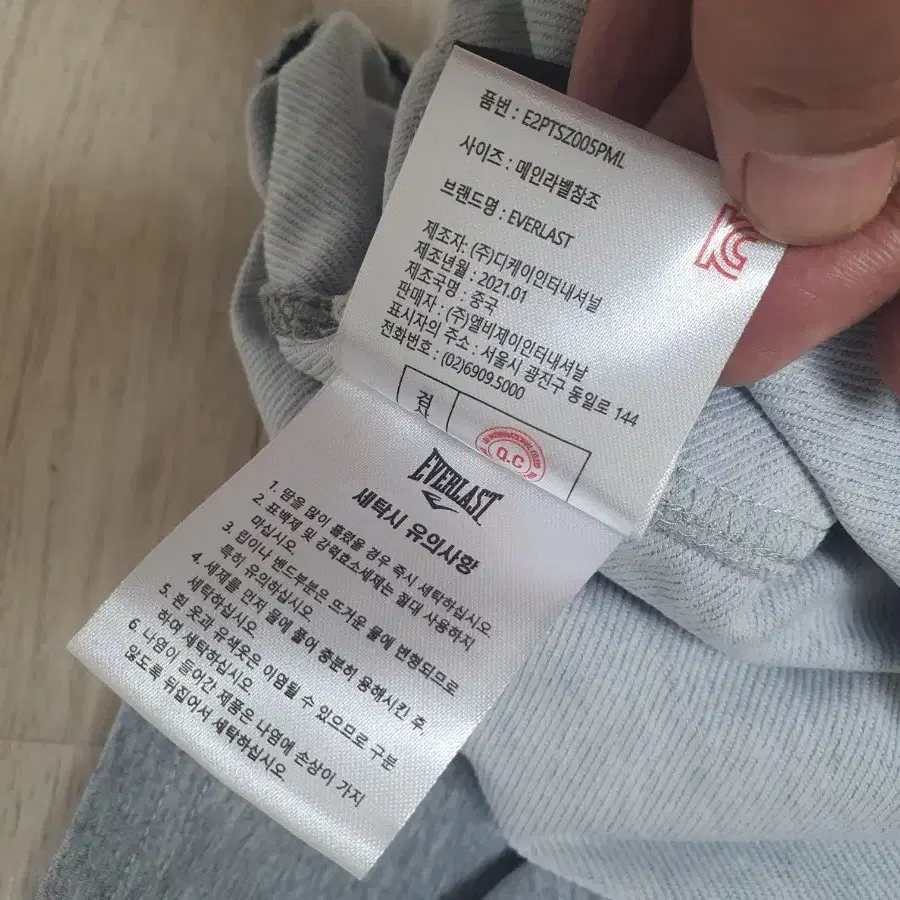 품번 : E2PTSZ005PML
사이즈 : 메인라벨참조
브랜드명 : EVERLAST
제조자 : (주)디케이인터내셔널
제조년월 : 2021.01
제조국명 : 중국
판매자 : (주)엘비제이인터내셔날
표시자의 주소 : 서울시 광진구 동일로 144
전화번호 : (02)6909.5000
검
Q.C
EVERLAST
세탁시 유의사항
1. 땀을 많이 흘렸을 경우 즉시 세탁하십시오
2. 표백제 및 강력효소세제는 절대 사용하지
마십시오
3. 립이나 밴드부분은 뜨거운 물에 변형되므로
특히 유의하십시오
4. 세제를 먼저 물에 풀어 충분히 용해시킨 후,
세탁하십시오
5. 흰 옷과 유색옷은 이염될 수 있으므로 구분
하여 세탁하십시오
6. 나염이 들어간 제품은 나염에 손상이 가지
않도록 뒤집어서 세탁하십시오